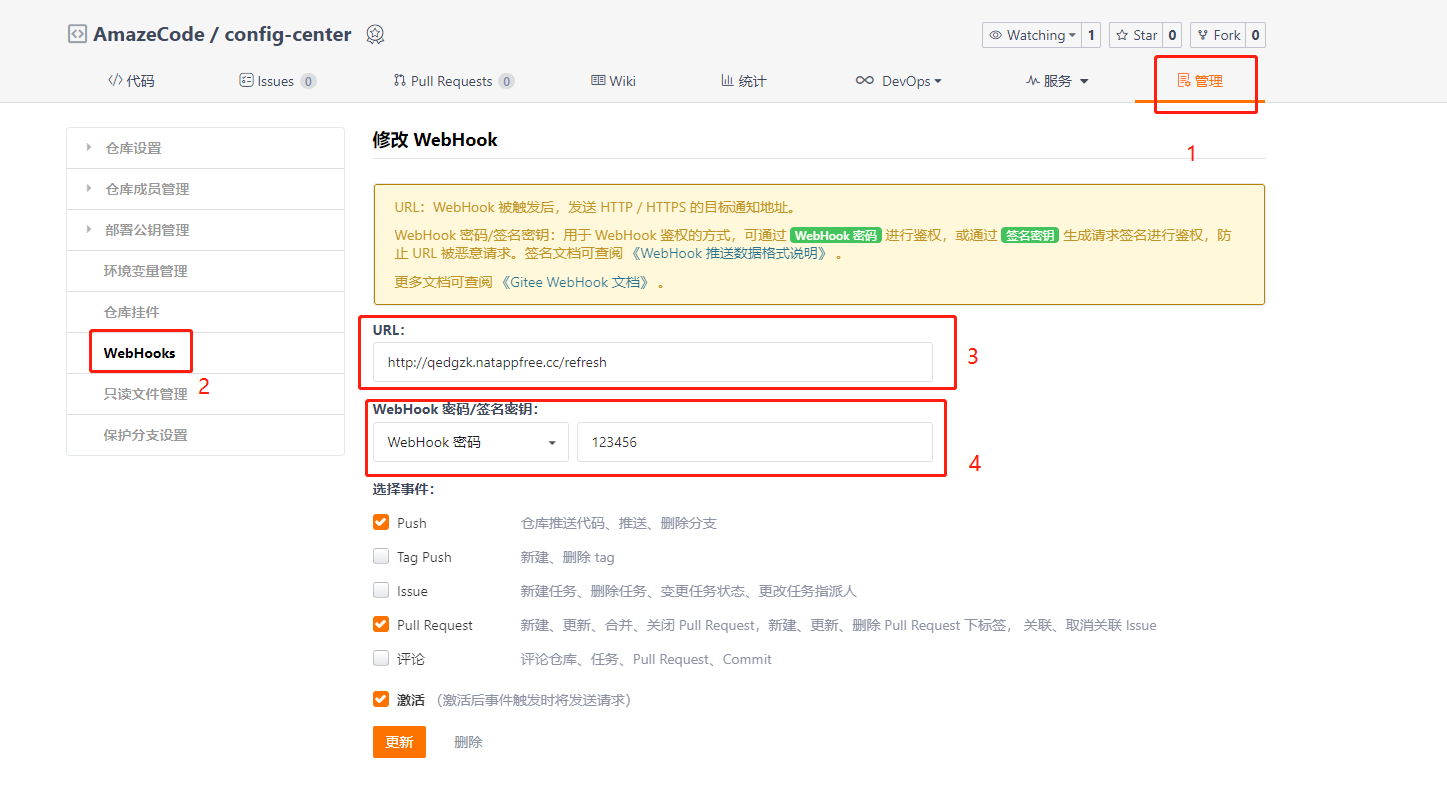 AmazeCode / config-center
Watching 1 Star 0 Fork 0
代码 Issues 0 Pull Requests 0 Wiki 统计 DevOps 服务 管理
1
仓库设置
仓库成员管理
部署公钥管理
环境变量管理
仓库挂件
WebHooks
2
只读文件管理
保护分支设置
修改 WebHook
URL：WebHook 被触发后，发送 HTTP / HTTPS 的目标通知地址。
WebHook 密码/签名密钥：用于 WebHook 鉴权的方式，可通过 WebHook 密码 进行鉴权，或通过 签名密钥 生成请求签名进行鉴权，防
止 URL 被恶意请求。签名文档可查阅 《WebHook 推送数据格式说明》 。
更多文档可查阅 《Gitee WebHook 文档》 。
URL：
http://qedgzk.natappfree.cc/refresh
3
WebHook 密码/签名密钥：
WebHook 密码 123456
4
选择事件：
Push 仓库推送代码、推送、删除分支
Tag Push 新建、删除 tag
Issue 新建任务、删除任务、变更任务状态、更改任务指派人
Pull Request 新建、更新、合并、关闭 Pull Request，新建、更新、删除 Pull Request 下标签， 关联、取消关联 Issue
评论 评论仓库、任务、Pull Request、Commit
激活 （激活后事件触发时将发送请求）
更新 删除